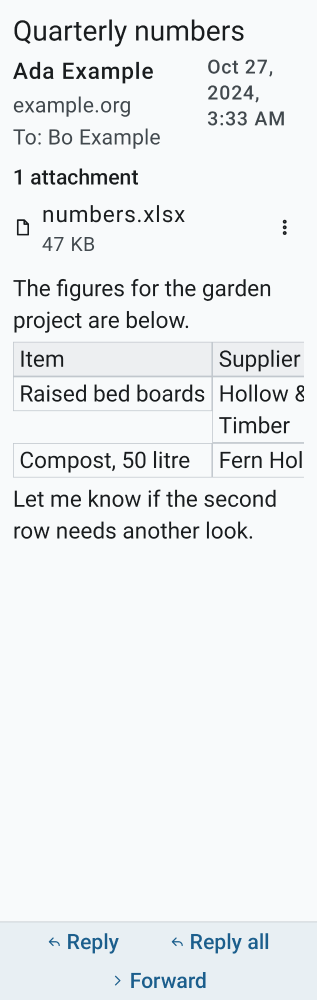 Quarterly numbers
Ada Example
Oct 27,
2024,
3:33 AM
example.org
To: Bo Example
1 attachment
numbers.xlsx
47 KB
The figures for the garden
project are below.
Item Supplier
Raised bed boards Hollow &
Timber
Compost, 50 litre Fern Hol
Let me know if the second
row needs another look.
Reply Reply all
Forward